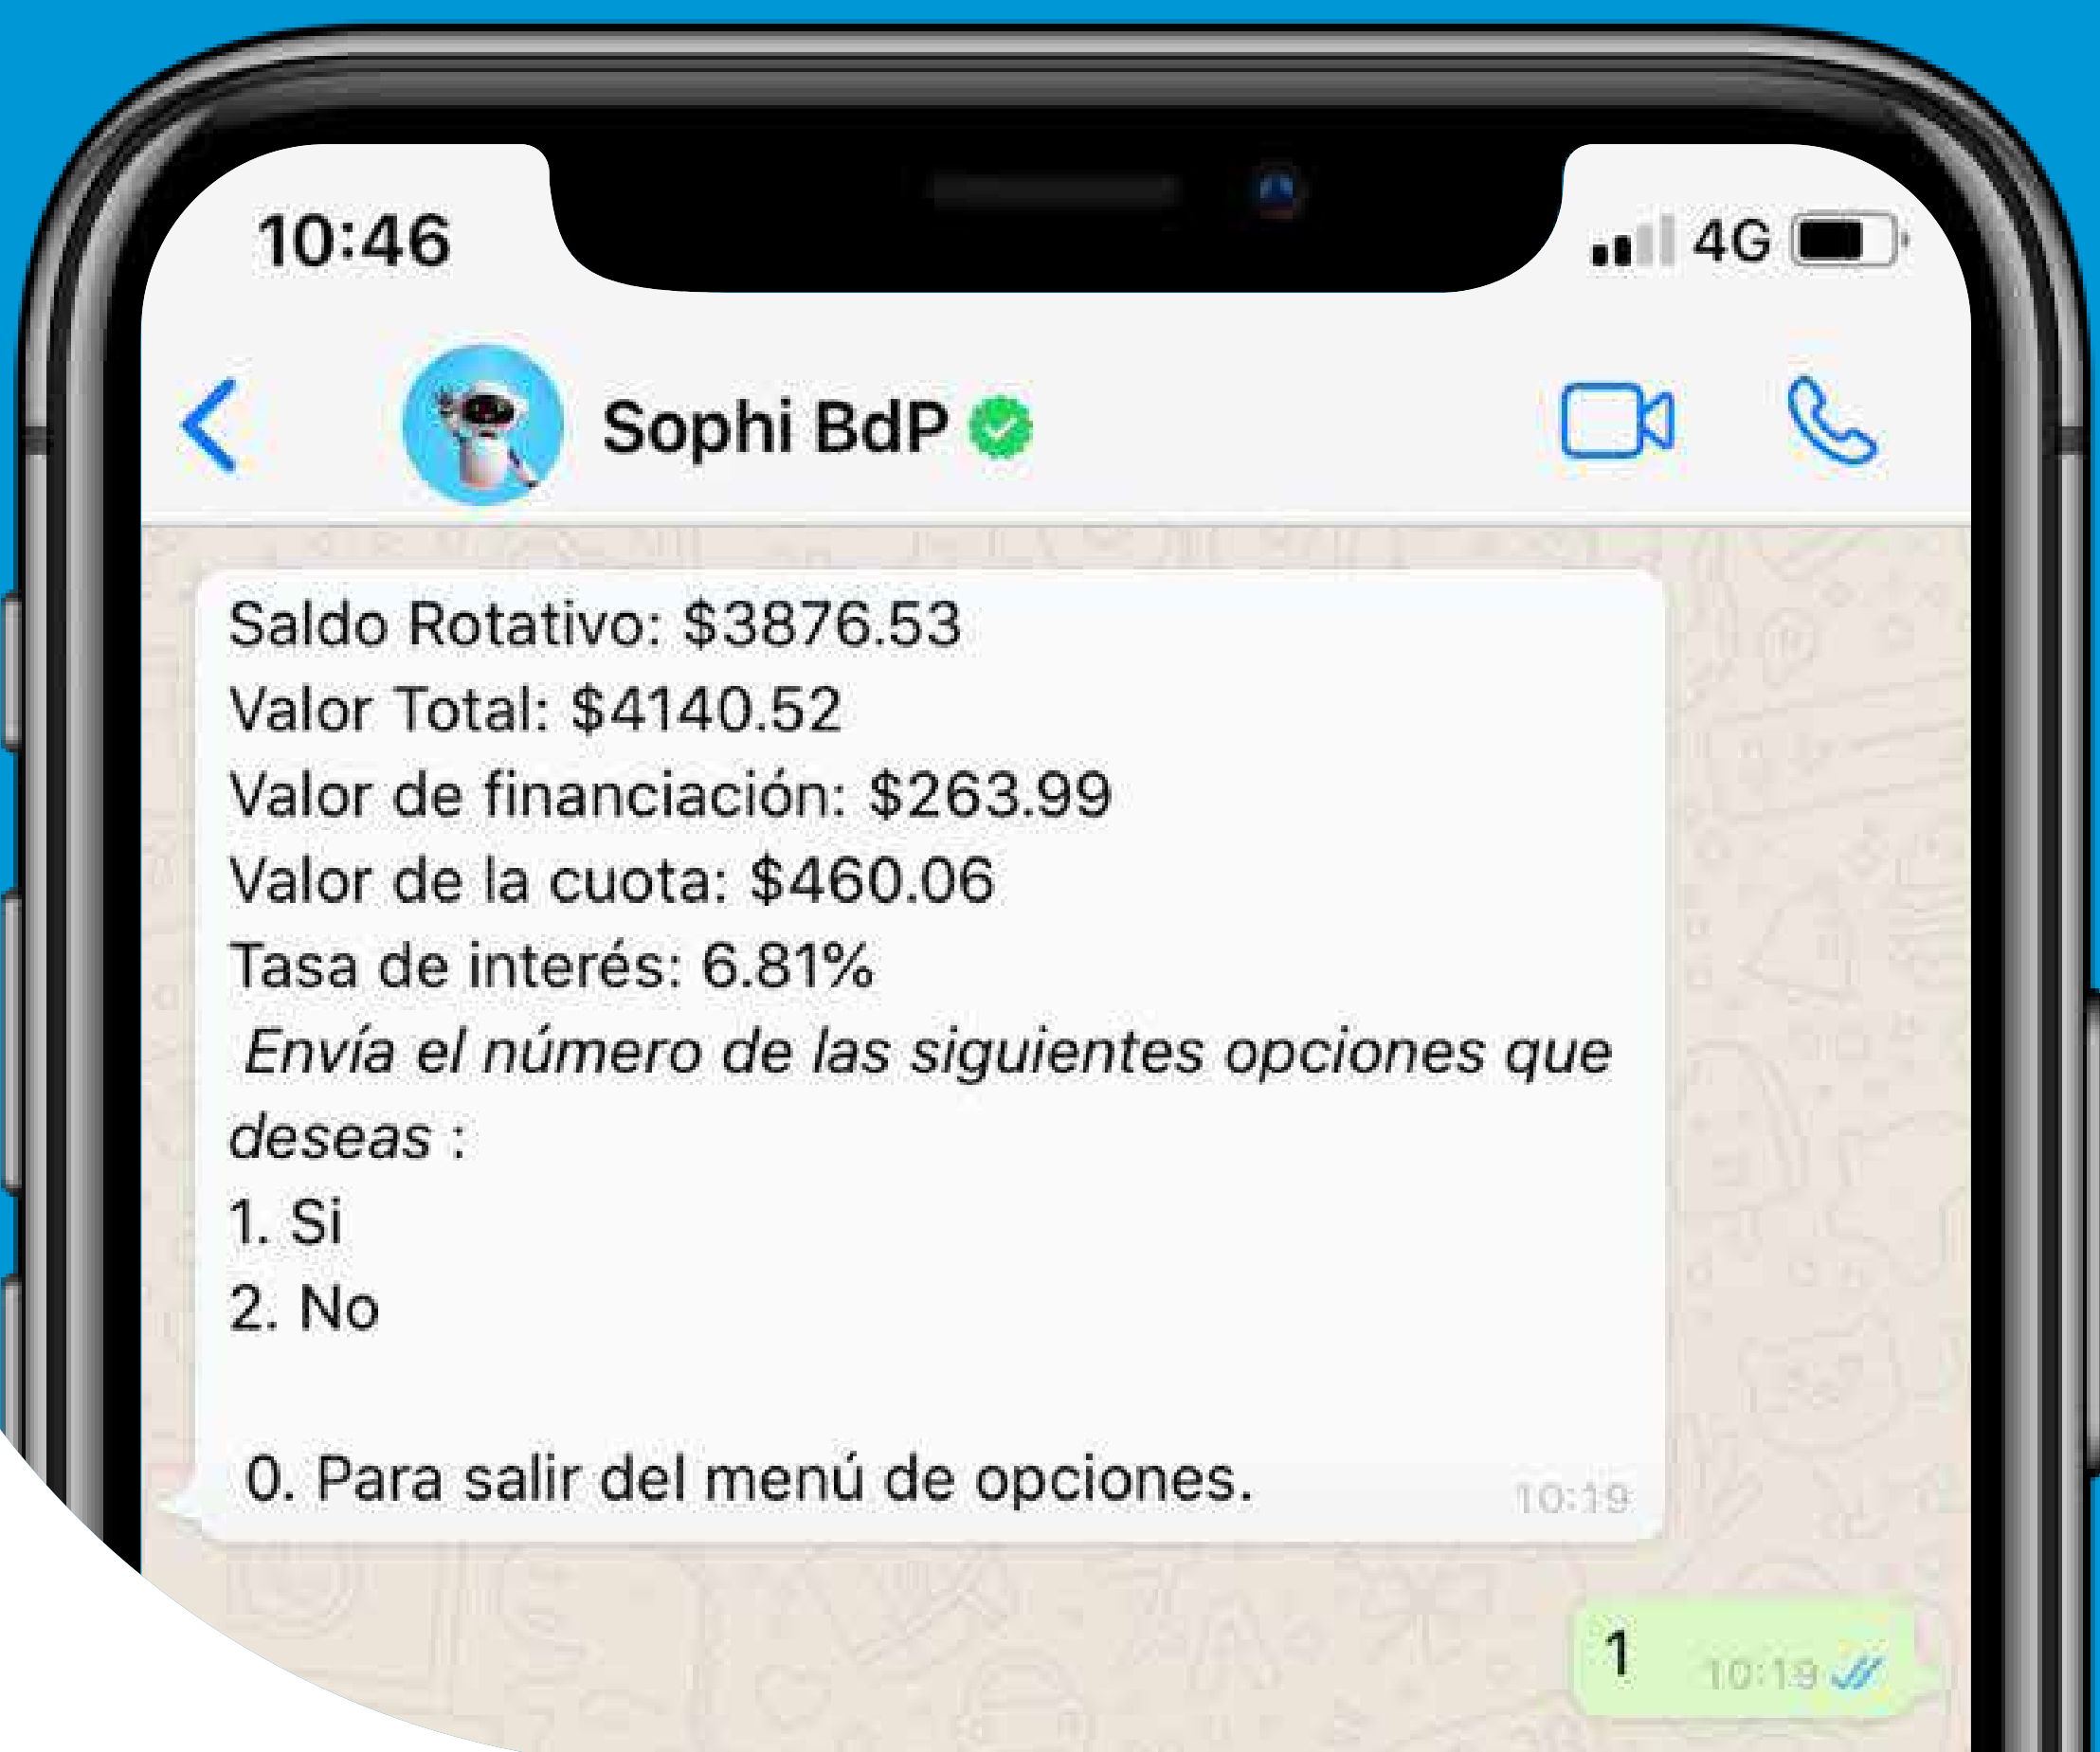 10:46
4G
Sophi BdP
Saldo Rotativo: $3876.53
Valor Total: $4140.52
Valor de financiación: $263.99
Valor de la cuota: $460.06
Tasa de interés: 6.81%
Envía el número de las siguientes opciones que
deseas :
1. Si
2. No
0. Para salir del menú de opciones.
10:19
1
10:19